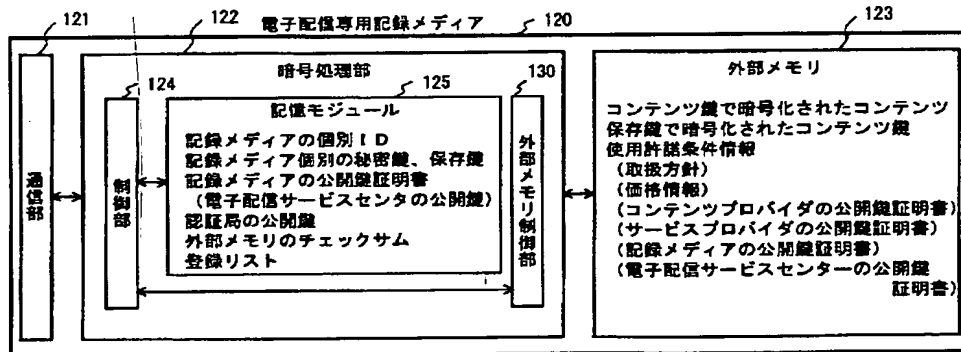 電子配信専用記録メディア
120
121
122
123
暗号処理部
124
125
130
通信部
制御部
記憶モジュール
記録メディアの個別ID
記録メディア個別の秘密鍵、保存鍵
記録メディアの公開鍵証明書
(電子配信サービスセンタの公開鍵)
認証局の公開鍵
外部メモリのチェックサム
登録リスト
外部メモリ制御部
外部メモリ
コンテンツ鍵で暗号化されたコンテンツ
保存鍵で暗号化されたコンテンツ鍵
使用許諾条件情報
(取扱方針)
(価格情報)
(コンテンツプロバイダの公開鍵証明書)
(サービスプロバイダの公開鍵証明書)
(記録メディアの公開鍵証明書)
(電子配信サービスセンターの公開鍵
証明書)